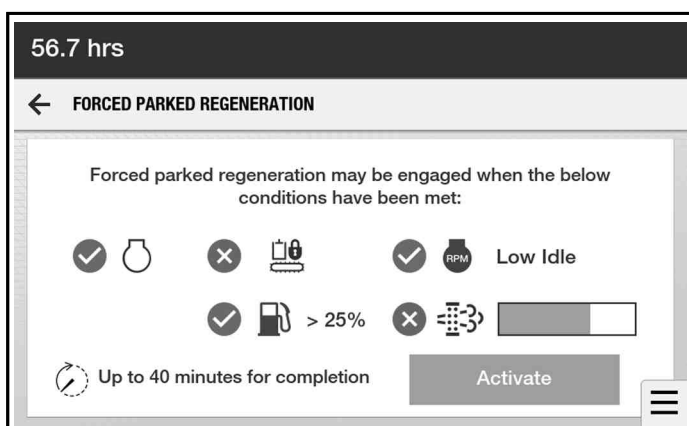 56.7 hrs
FORCED PARKED REGENERATION
Forced parked regeneration may be engaged when the below
conditions have been met:
RPM Low Idle
> 25%
Up to 40 minutes for completion
Activate